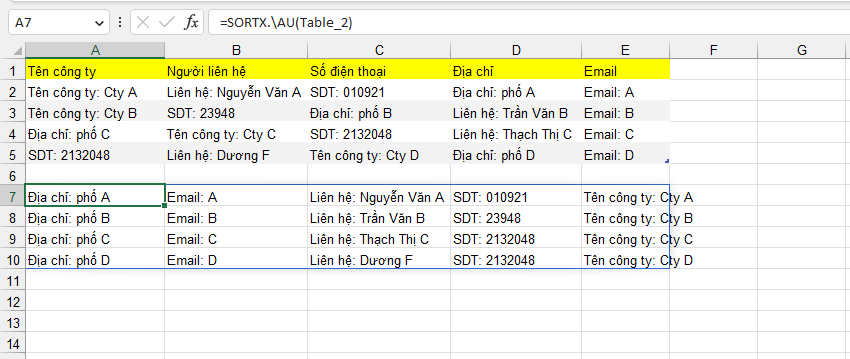 A7 fx =SORTX.\AU(Table_2)
A B C D E F G
1 Tên công ty Người liên hệ Số điện thoại Địa chỉ Email
2 Tên công ty: Cty A Liên hệ: Nguyễn Văn A SDT: 010921 Địa chỉ: phố A Email: A
3 Tên công ty: Cty B SDT: 23948 Địa chỉ: phố B Liên hệ: Trần Văn B Email: B
4 Địa chỉ: phố C Tên công ty: Cty C SDT: 2132048 Liên hệ: Thạch Thị C Email: C
5 SDT: 2132048 Liên hệ: Dương F Tên công ty: Cty D Địa chỉ: phố D Email: D
6
7 Địa chỉ: phố A Email: A Liên hệ: Nguyễn Văn A SDT: 010921 Tên công ty: Cty A
8 Địa chỉ: phố B Email: B Liên hệ: Trần Văn B SDT: 23948 Tên công ty: Cty B
9 Địa chỉ: phố C Email: C Liên hệ: Thạch Thị C SDT: 2132048 Tên công ty: Cty C
10 Địa chỉ: phố D Email: D Liên hệ: Dương F SDT: 2132048 Tên công ty: Cty D
11
12
13
14